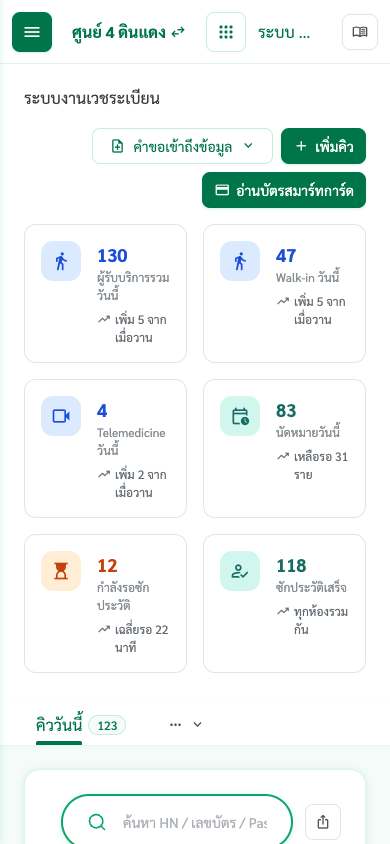 ศูนย์ 4 ดินแดง
ระบบ ...
ระบบงานเวชระเบียน
คำขอเข้าถึงข้อมูล
เพิ่มคิว
อ่านบัตรสมาร์ทการ์ด
130
ผู้รับบริการรวม
วันนี้
เพิ่ม 5 จาก
เมื่อวาน
47
Walk-in วันนี้
เพิ่ม 5 จาก
เมื่อวาน
4
Telemedicine
วันนี้
เพิ่ม 2 จาก
เมื่อวาน
83
นัดหมายวันนี้
เหลือรอ 31
ราย
12
กำลังรอซัก
ประวัติ
เฉลี่ยรอ 22
นาที
118
ซักประวัติเสร็จ
ทุกห้องรวม
กัน
คิววันนี้ 123
ค้นหา HN / เลขบัตร / Pas